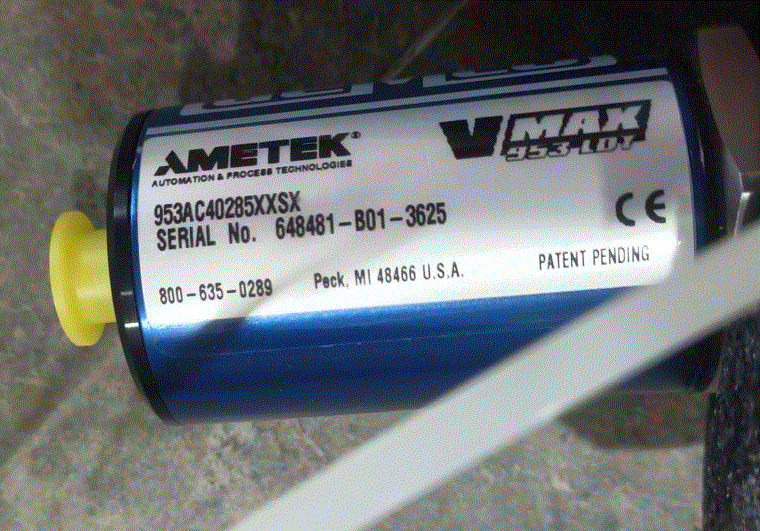 AMETEK®
AUTOMATION & PROCESS TECHNOLOGIES
VMAX
953-LDT
953AC40285XXSX
SERIAL No. 648481-B01-3625
CE
800-635-0289 Peck, MI 48466 U.S.A. PATENT PENDING